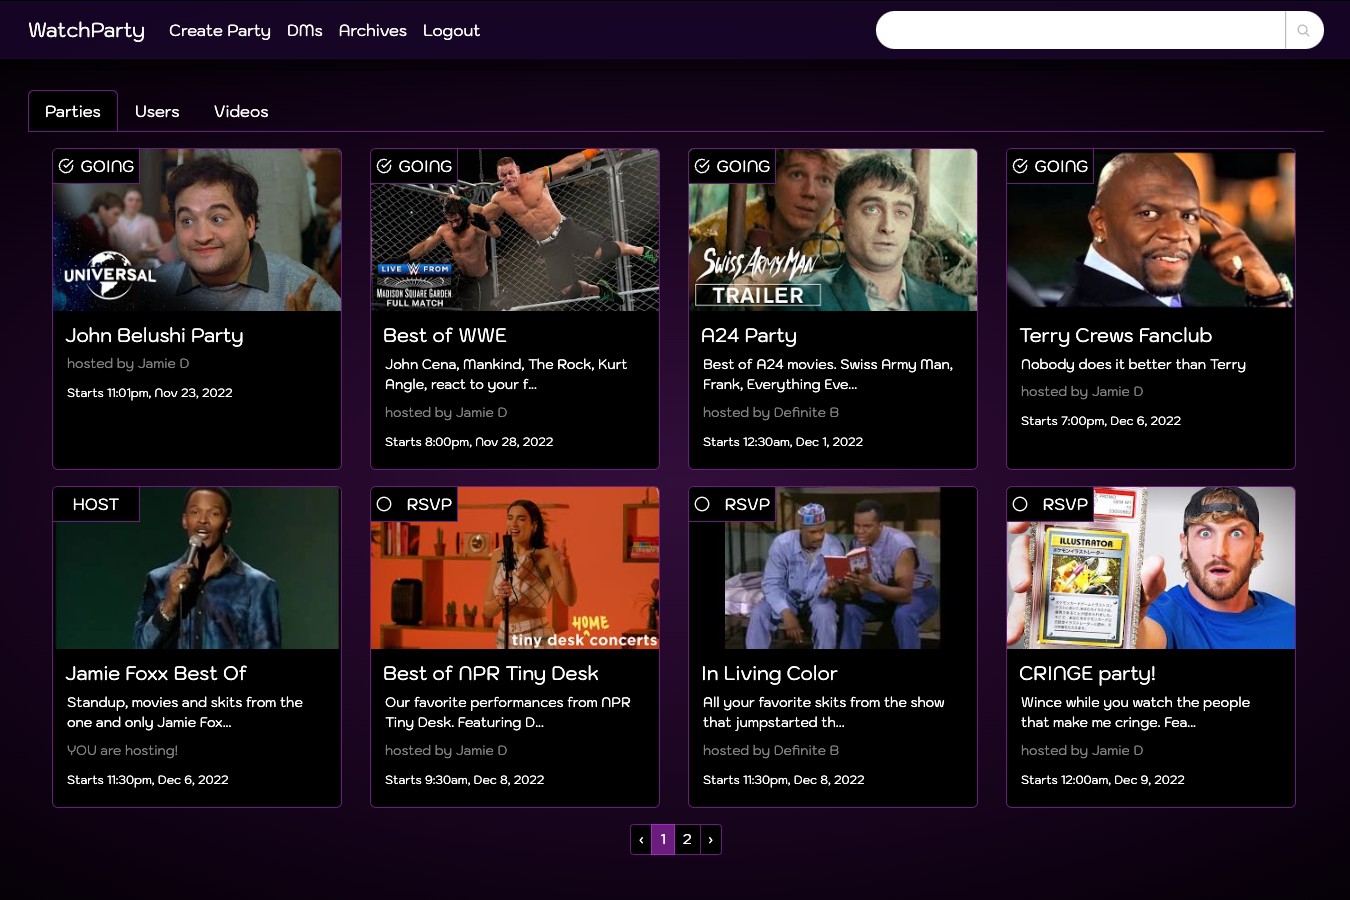 WatchParty Create Party DMs Archives Logout
Parties Users Videos
GOING
UNIVERSAL
John Belushi Party
hosted by Jamie D
Starts 11:01pm, Nov 23, 2022
GOING
LIVE W FROM
MADISON SQUARE GARDEN
FULL MATCH
Best of WWE
John Cena, Mankind, The Rock, Kurt
Angle, react to your f...
hosted by Jamie D
Starts 8:00pm, Nov 28, 2022
GOING
SWISS ARMY MAN
TRAILER
A24 Party
Best of A24 movies. Swiss Army Man,
Frank, Everything Eve...
hosted by Definite B
Starts 12:30am, Dec 1, 2022
GOING
Terry Crews Fanclub
Nobody does it better than Terry
hosted by Jamie D
Starts 7:00pm, Dec 6, 2022
HOST
Jamie Foxx Best Of
Standup, movies and skits from the
one and only Jamie Fox...
YOU are hosting!
Starts 11:30pm, Dec 6, 2022
RSVP
HOME
tiny desk concerts
Best of NPR Tiny Desk
Our favorite performances from NPR
Tiny Desk. Featuring D...
hosted by Jamie D
Starts 9:30am, Dec 8, 2022
RSVP
In Living Color
All your favorite skits from the show
that jumpstarted th...
hosted by Definite B
Starts 11:30pm, Dec 8, 2022
RSVP
ILLUSTRATOR
CRINGE party!
Wince while you watch the people
that make me cringe. Fea...
hosted by Jamie D
Starts 12:00am, Dec 9, 2022
‹ 1 2 ›